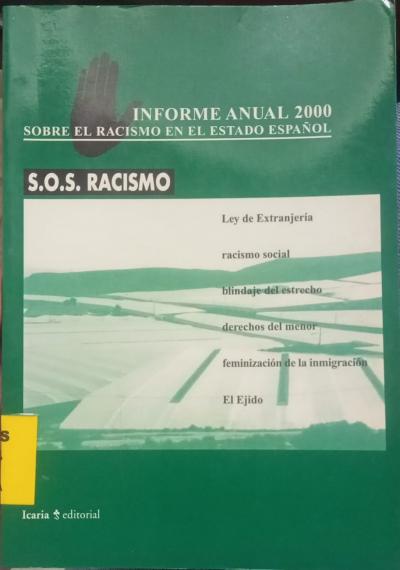 INFORME ANUAL 2000
SOBRE EL RACISMO EN EL ESTADO ESPAÑOL
S.O.S. RACISMO
Ley de Extranjería
racismo social
blindaje del estrecho
derechos del menor
feminización de la inmigración
El Ejido
Icaria editorial